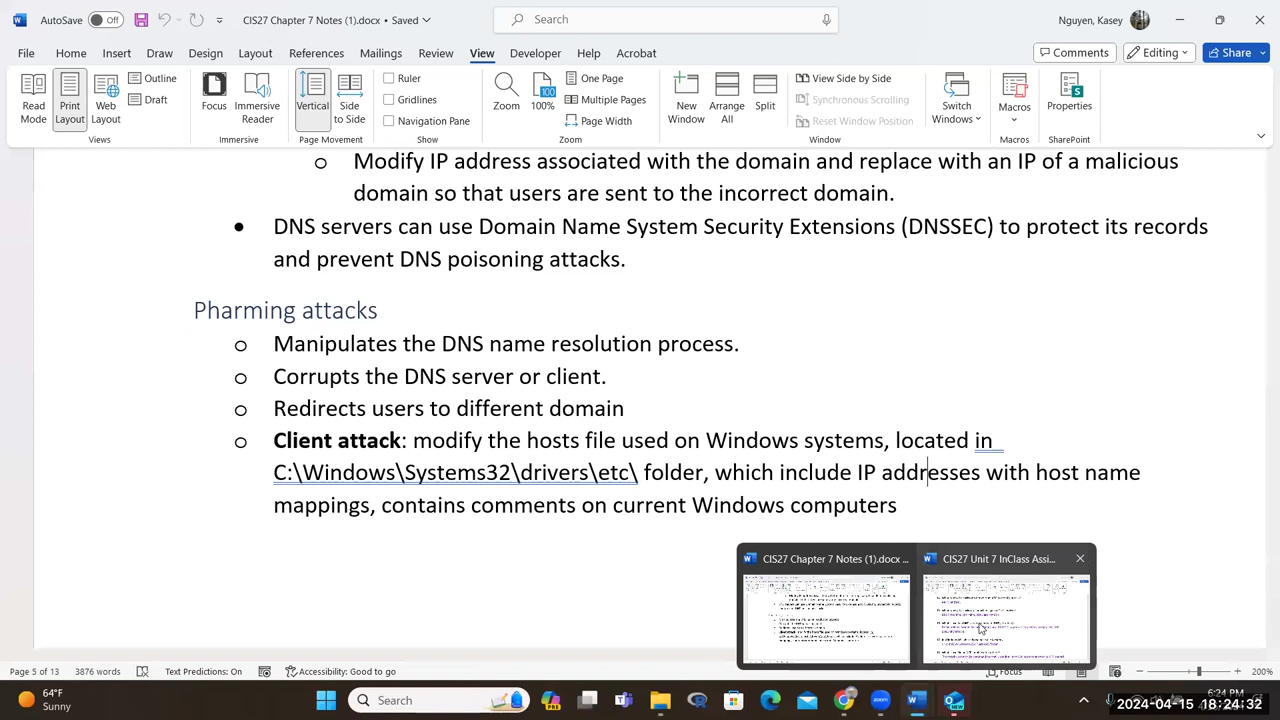 AutoSave Off CIS27 Chapter 7 Notes (1).docx • Saved Search Nguyen, Kasey
File Home Insert Draw Design Layout References Mailings Review View Developer Help Acrobat Comments Editing Share
Read Mode Print Layout Web Layout Outline Draft Focus Immersive Reader Vertical Side to Side Ruler Gridlines Navigation Pane Zoom 100 100% One Page Multiple Pages Page Width New Window Arrange All Split View Side by Side Synchronous Scrolling Reset Window Position Switch Windows Macros Properties
Views Immersive Page Movement Show Zoom Window Macros SharePoint
o Modify IP address associated with the domain and replace with an IP of a malicious
domain so that users are sent to the incorrect domain.
• DNS servers can use Domain Name System Security Extensions (DNSSEC) to protect its records
and prevent DNS poisoning attacks.
Pharming attacks
o Manipulates the DNS name resolution process.
o Corrupts the DNS server or client.
o Redirects users to different domain
o Client attack: modify the hosts file used on Windows systems, located in
C:\Windows\Systems32\drivers\etc\ folder, which include IP addresses with host name
mappings, contains comments on current Windows computers
CIS27 Chapter 7 Notes (1).docx ... CIS27 Unit 7 InClass Assi...
Page 5 of 13 3876 words Text Predictions: On Accessibility: Good to go Focus 200%
64°F
Sunny
Search
6:24 PM
2024-04-15 18:24:32